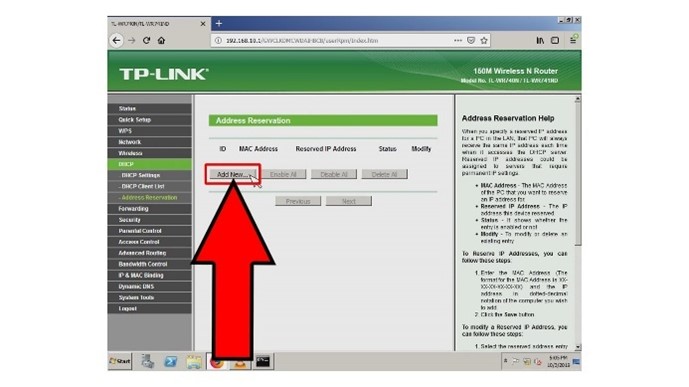 TL-WR740N/TL-WR741ND
192.168.10.1
TP-LINK
150M Wireless N Router
Model No. TL-WR740N / TL-WR741ND
Status
Quick Setup
WPS
Network
Wireless
DHCP
- DHCP Settings
- DHCP Client List
- Address Reservation
Forwarding
Security
Parental Control
Access Control
Advanced Routing
Bandwidth Control
IP & MAC Binding
Dynamic DNS
System Tools
Logout
Address Reservation
ID MAC Address Reserved IP Address Status Modify
Add New... Enable All Disable All Delete All
Previous Next
Address Reservation Help
When you specify a reserved IP address
for a PC in the LAN, that PC will always
receive the same IP address each time
when it accesses the DHCP server.
Reserved IP addresses could be
assigned to servers that require
permanent IP settings.
• MAC Address - The MAC Address
of the PC that you want to reserve
an IP address for
• Reserved IP Address - The IP
address this device reserved
• Status - It shows whether the
entry is enabled or not
• Modify - To modify or delete an
existing entry
To Reserve IP Addresses, you can
follow these steps:
1. Enter the MAC Address (The
format for the MAC Address is XX-
XX-XX-XX-XX-XX) and the IP
address in dotted-decimal
notation of the computer you wish
to add
2. Click the Save button
To modify a Reserved IP Address, you
can follow these steps:
1. Select the reserved address entry
Start